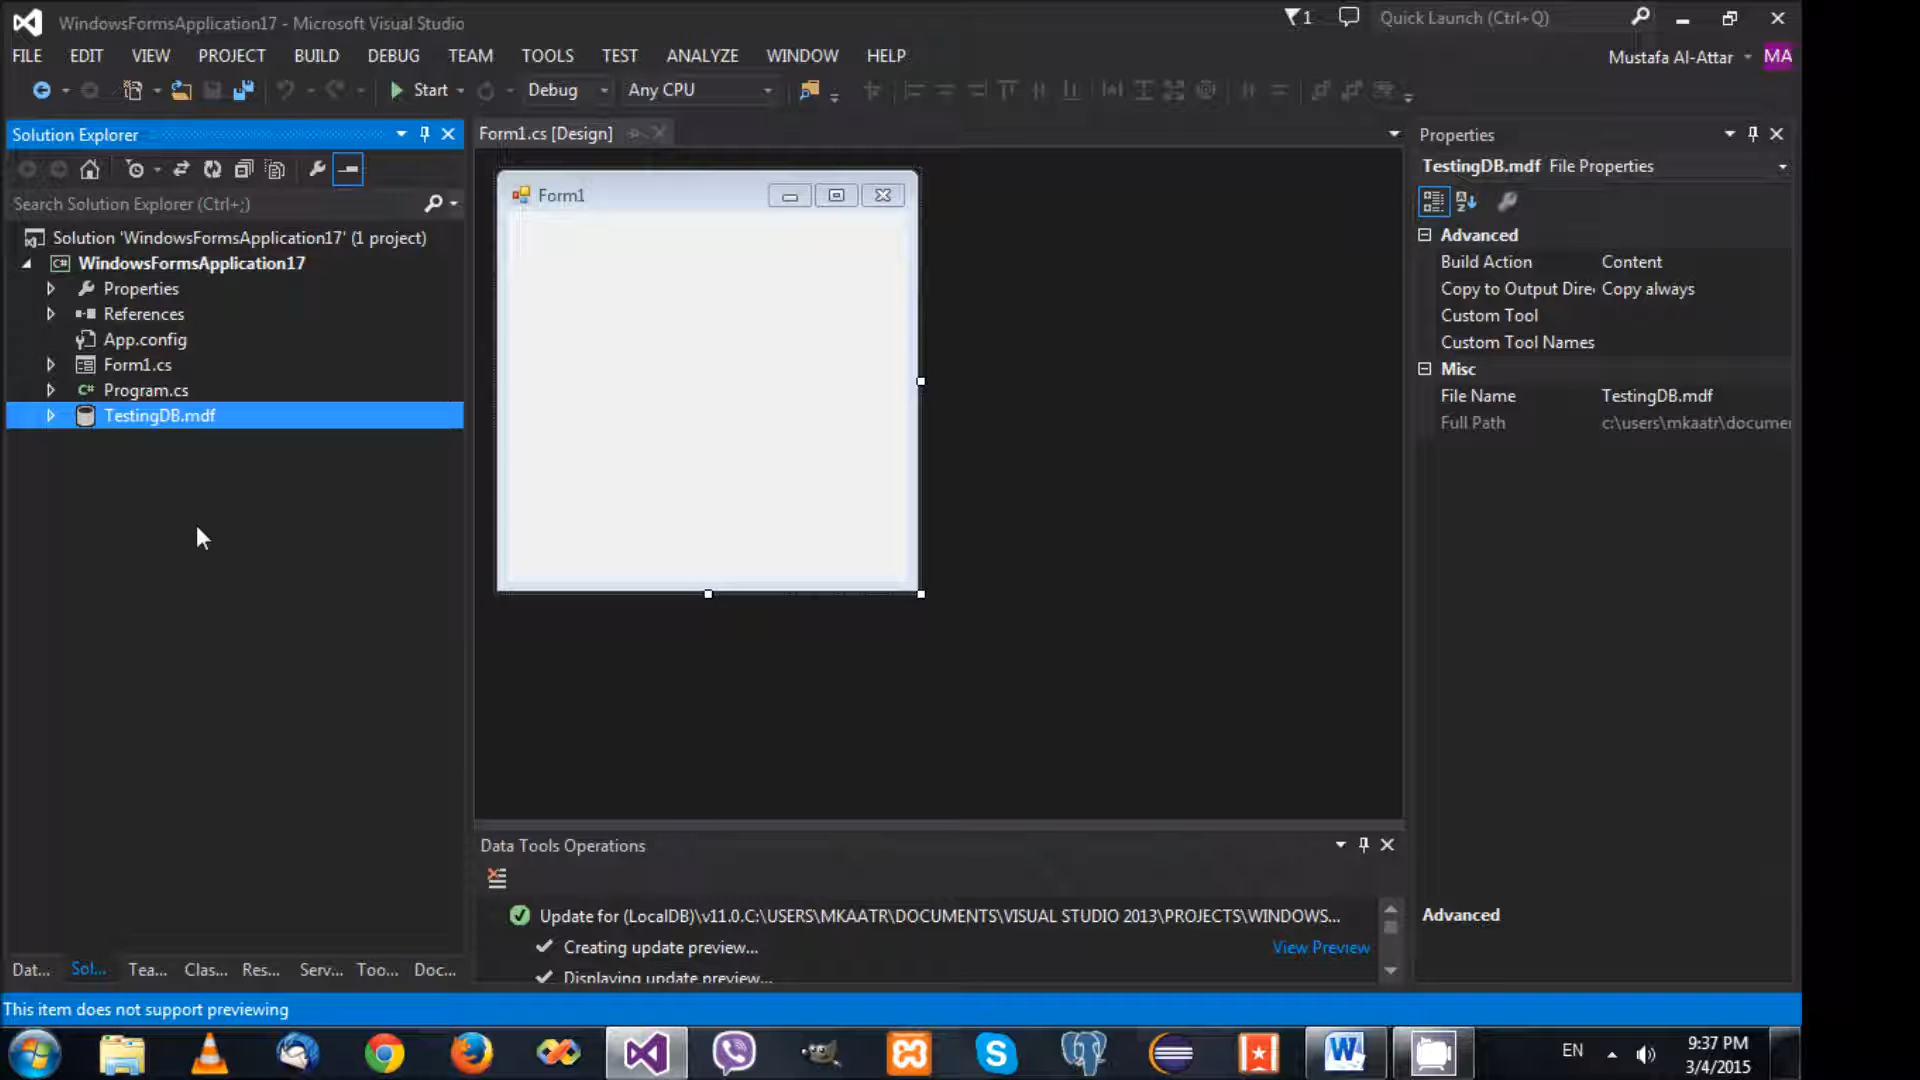 WindowsFormsApplication17 - Microsoft Visual Studio
1
Quick Launch (Ctrl+Q)
FILE EDIT VIEW PROJECT BUILD DEBUG TEAM TOOLS TEST ANALYZE WINDOW HELP
Mustafa Al-Attar MA
Start Debug Any CPU
Solution Explorer
Search Solution Explorer (Ctrl+;)
Solution 'WindowsFormsApplication17' (1 project)
C# WindowsFormsApplication17
Properties
References
App.config
Form1.cs
C# Program.cs
TestingDB.mdf
Dat... Sol... Tea... Clas... Res... Serv... Too... Doc...
Form1.cs [Design]
Form1
Data Tools Operations
Update for (LocalDB)\v11.0.C:\USERS\MKAATR\DOCUMENTS\VISUAL STUDIO 2013\PROJECTS\WINDOWS...
Creating update preview...
View Preview
Displaying update preview...
Properties
TestingDB.mdf File Properties
Advanced
Build Action Content
Copy to Output Dire Copy always
Custom Tool
Custom Tool Names
Misc
File Name TestingDB.mdf
Full Path c:\users\mkaatr\docume
Advanced
This item does not support previewing
EN
9:37 PM
3/4/2015